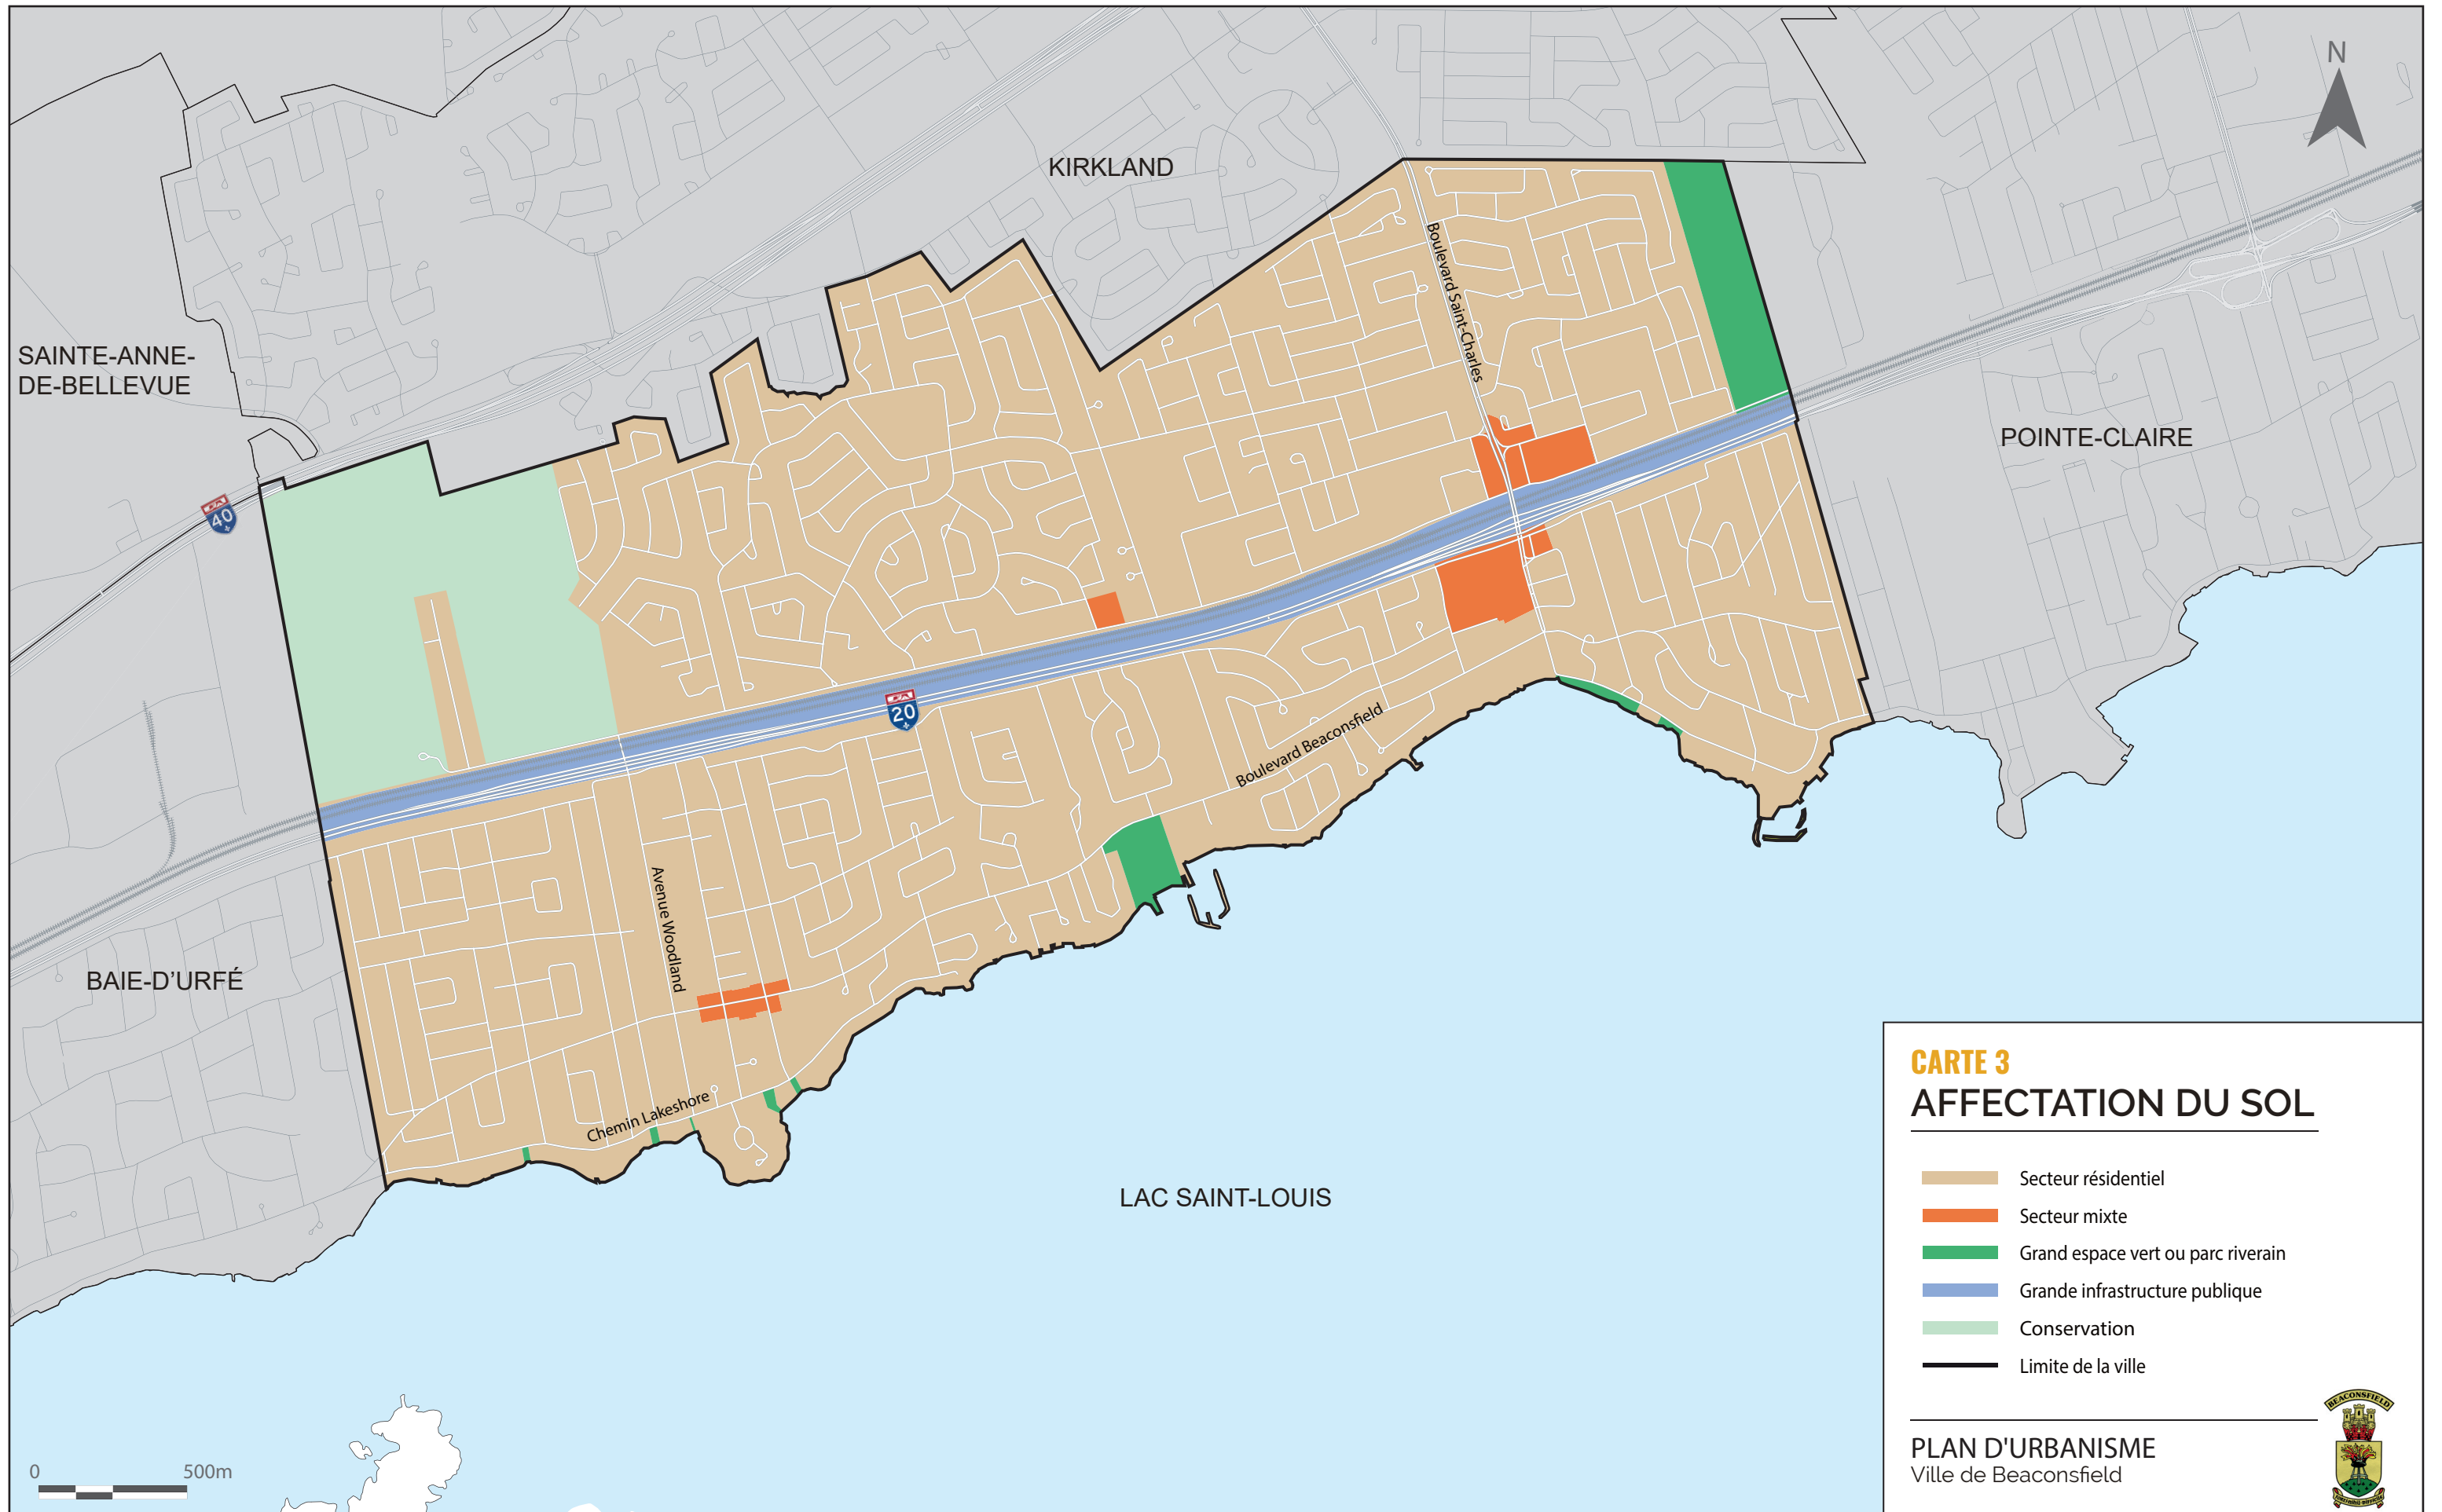 N
KIRKLAND
Boulevard Saint-Charles
SAINTE-ANNE-
DE-BELLEVUE
POINTE-CLAIRE
40
20
Boulevard Beaconsfield
Avenue Woodland
BAIE-D'URFÉ
Chemin Lakeshore
LAC SAINT-LOUIS
CARTE 3
AFFECTATION DU SOL
Secteur résidentiel
Secteur mixte
Grand espace vert ou parc riverain
Grande infrastructure publique
Conservation
Limite de la ville
PLAN D'URBANISME
Ville de Beaconsfield
BEACONSFIELD
0 500m